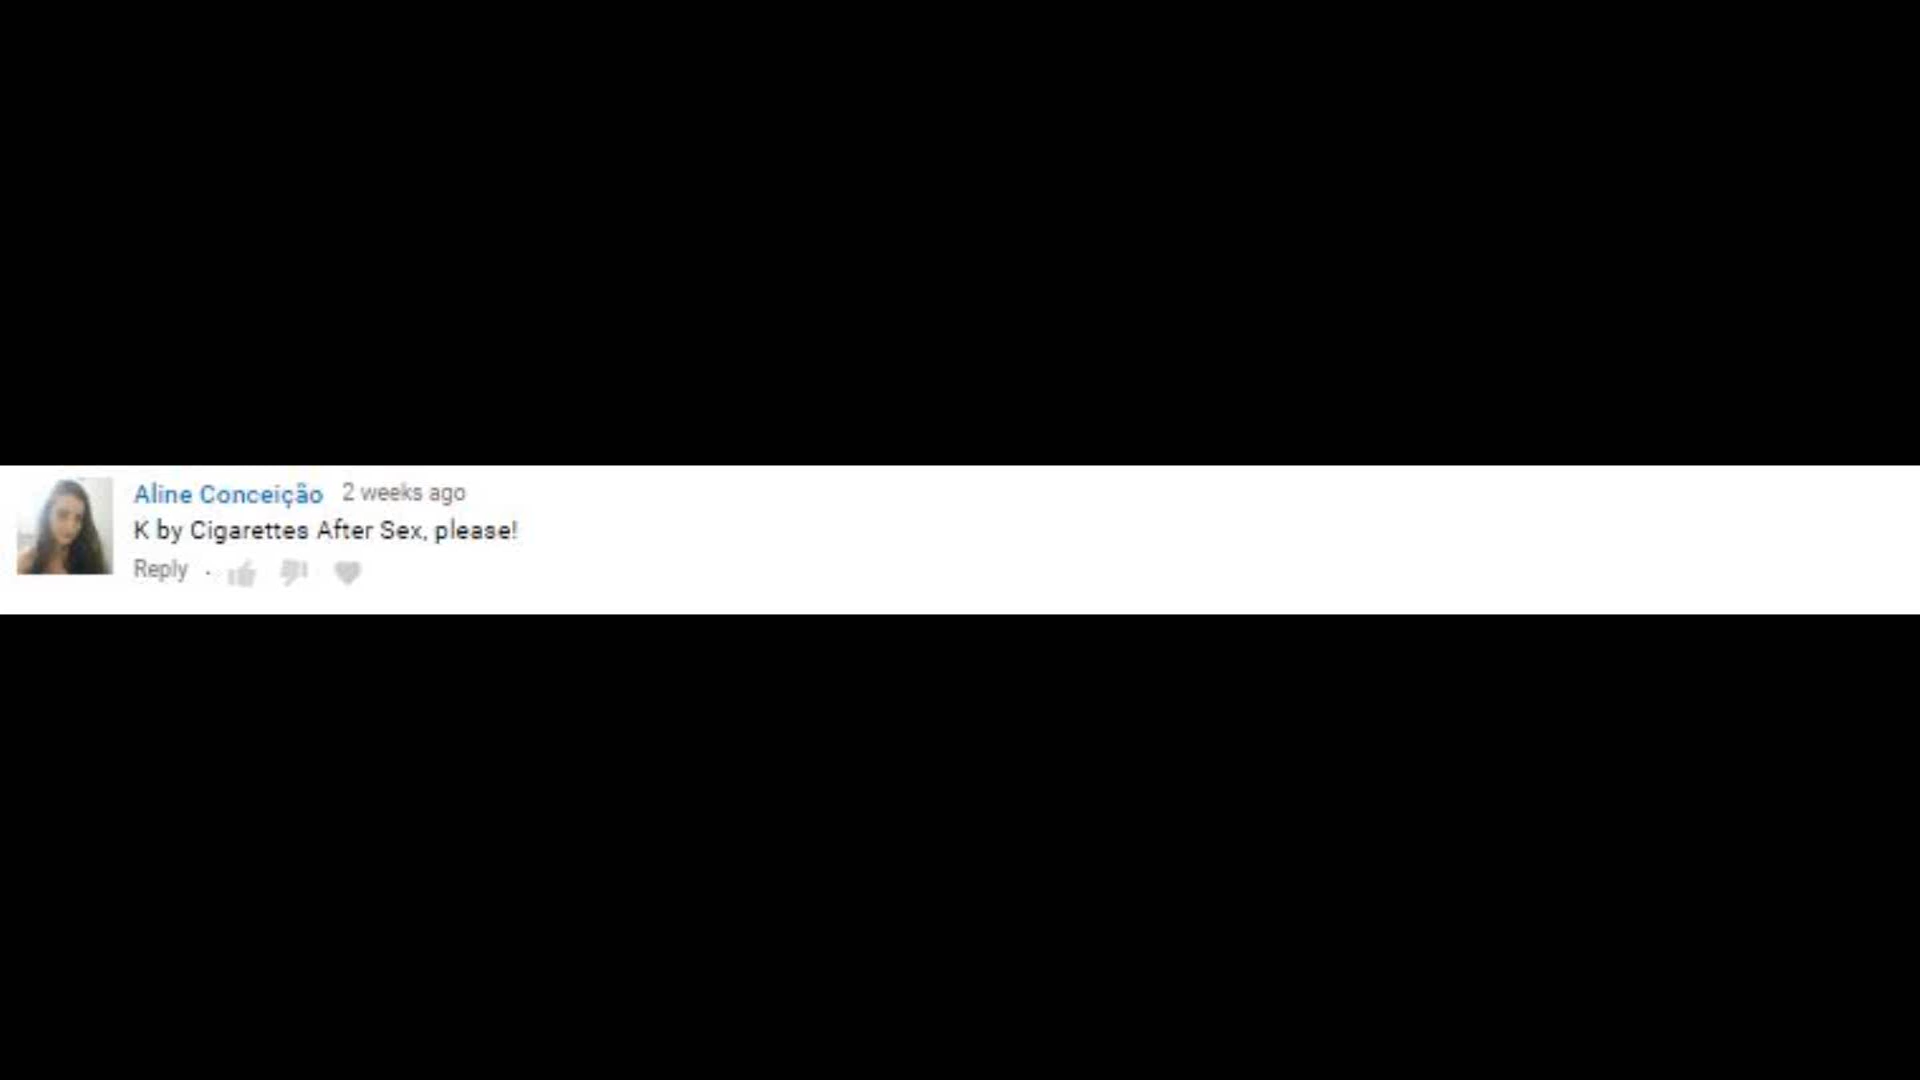 Aline Conceição 2 weeks ago
K by Cigarettes After Sex, please!
Reply ·